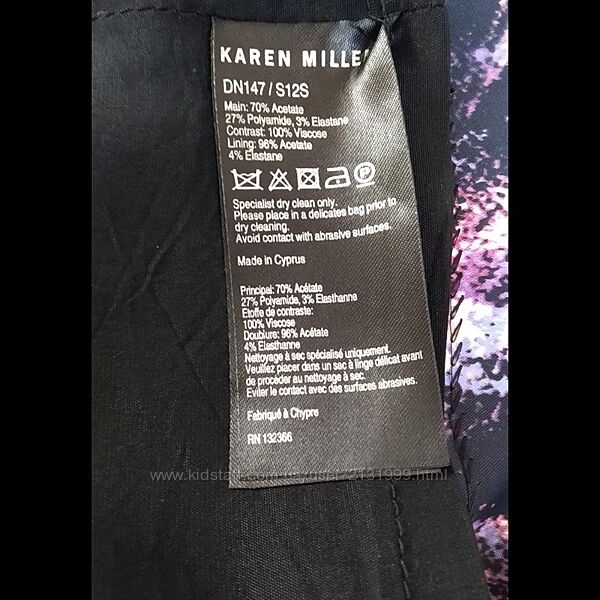 KAREN MILLE
DN147 / S12S
Main: 70% Acetate
27% Polyamide, 3% Elastane
Contrast: 100% Viscose
Lining: 96% Acetate
4% Elastane
Specialist dry clean only.
Please place in a delicates bag prior to
dry cleaning.
Avoid contact with abrasive surfaces.
Made in Cyprus
Principal: 70% Acétate
27% Polyamide, 3% Elasthanne
Etoffe de contraste:
100% Viscose
Doublure: 96% Acétate
4% Elasthanne
Nettoyage à sec spécialisé uniquement.
Veuillez placer dans un sac à linge délicat avant
de procéder au nettoyage à sec.
Eviter le contact avec des surfaces abrasives.
Fabriqué à Chypre
RN 132366